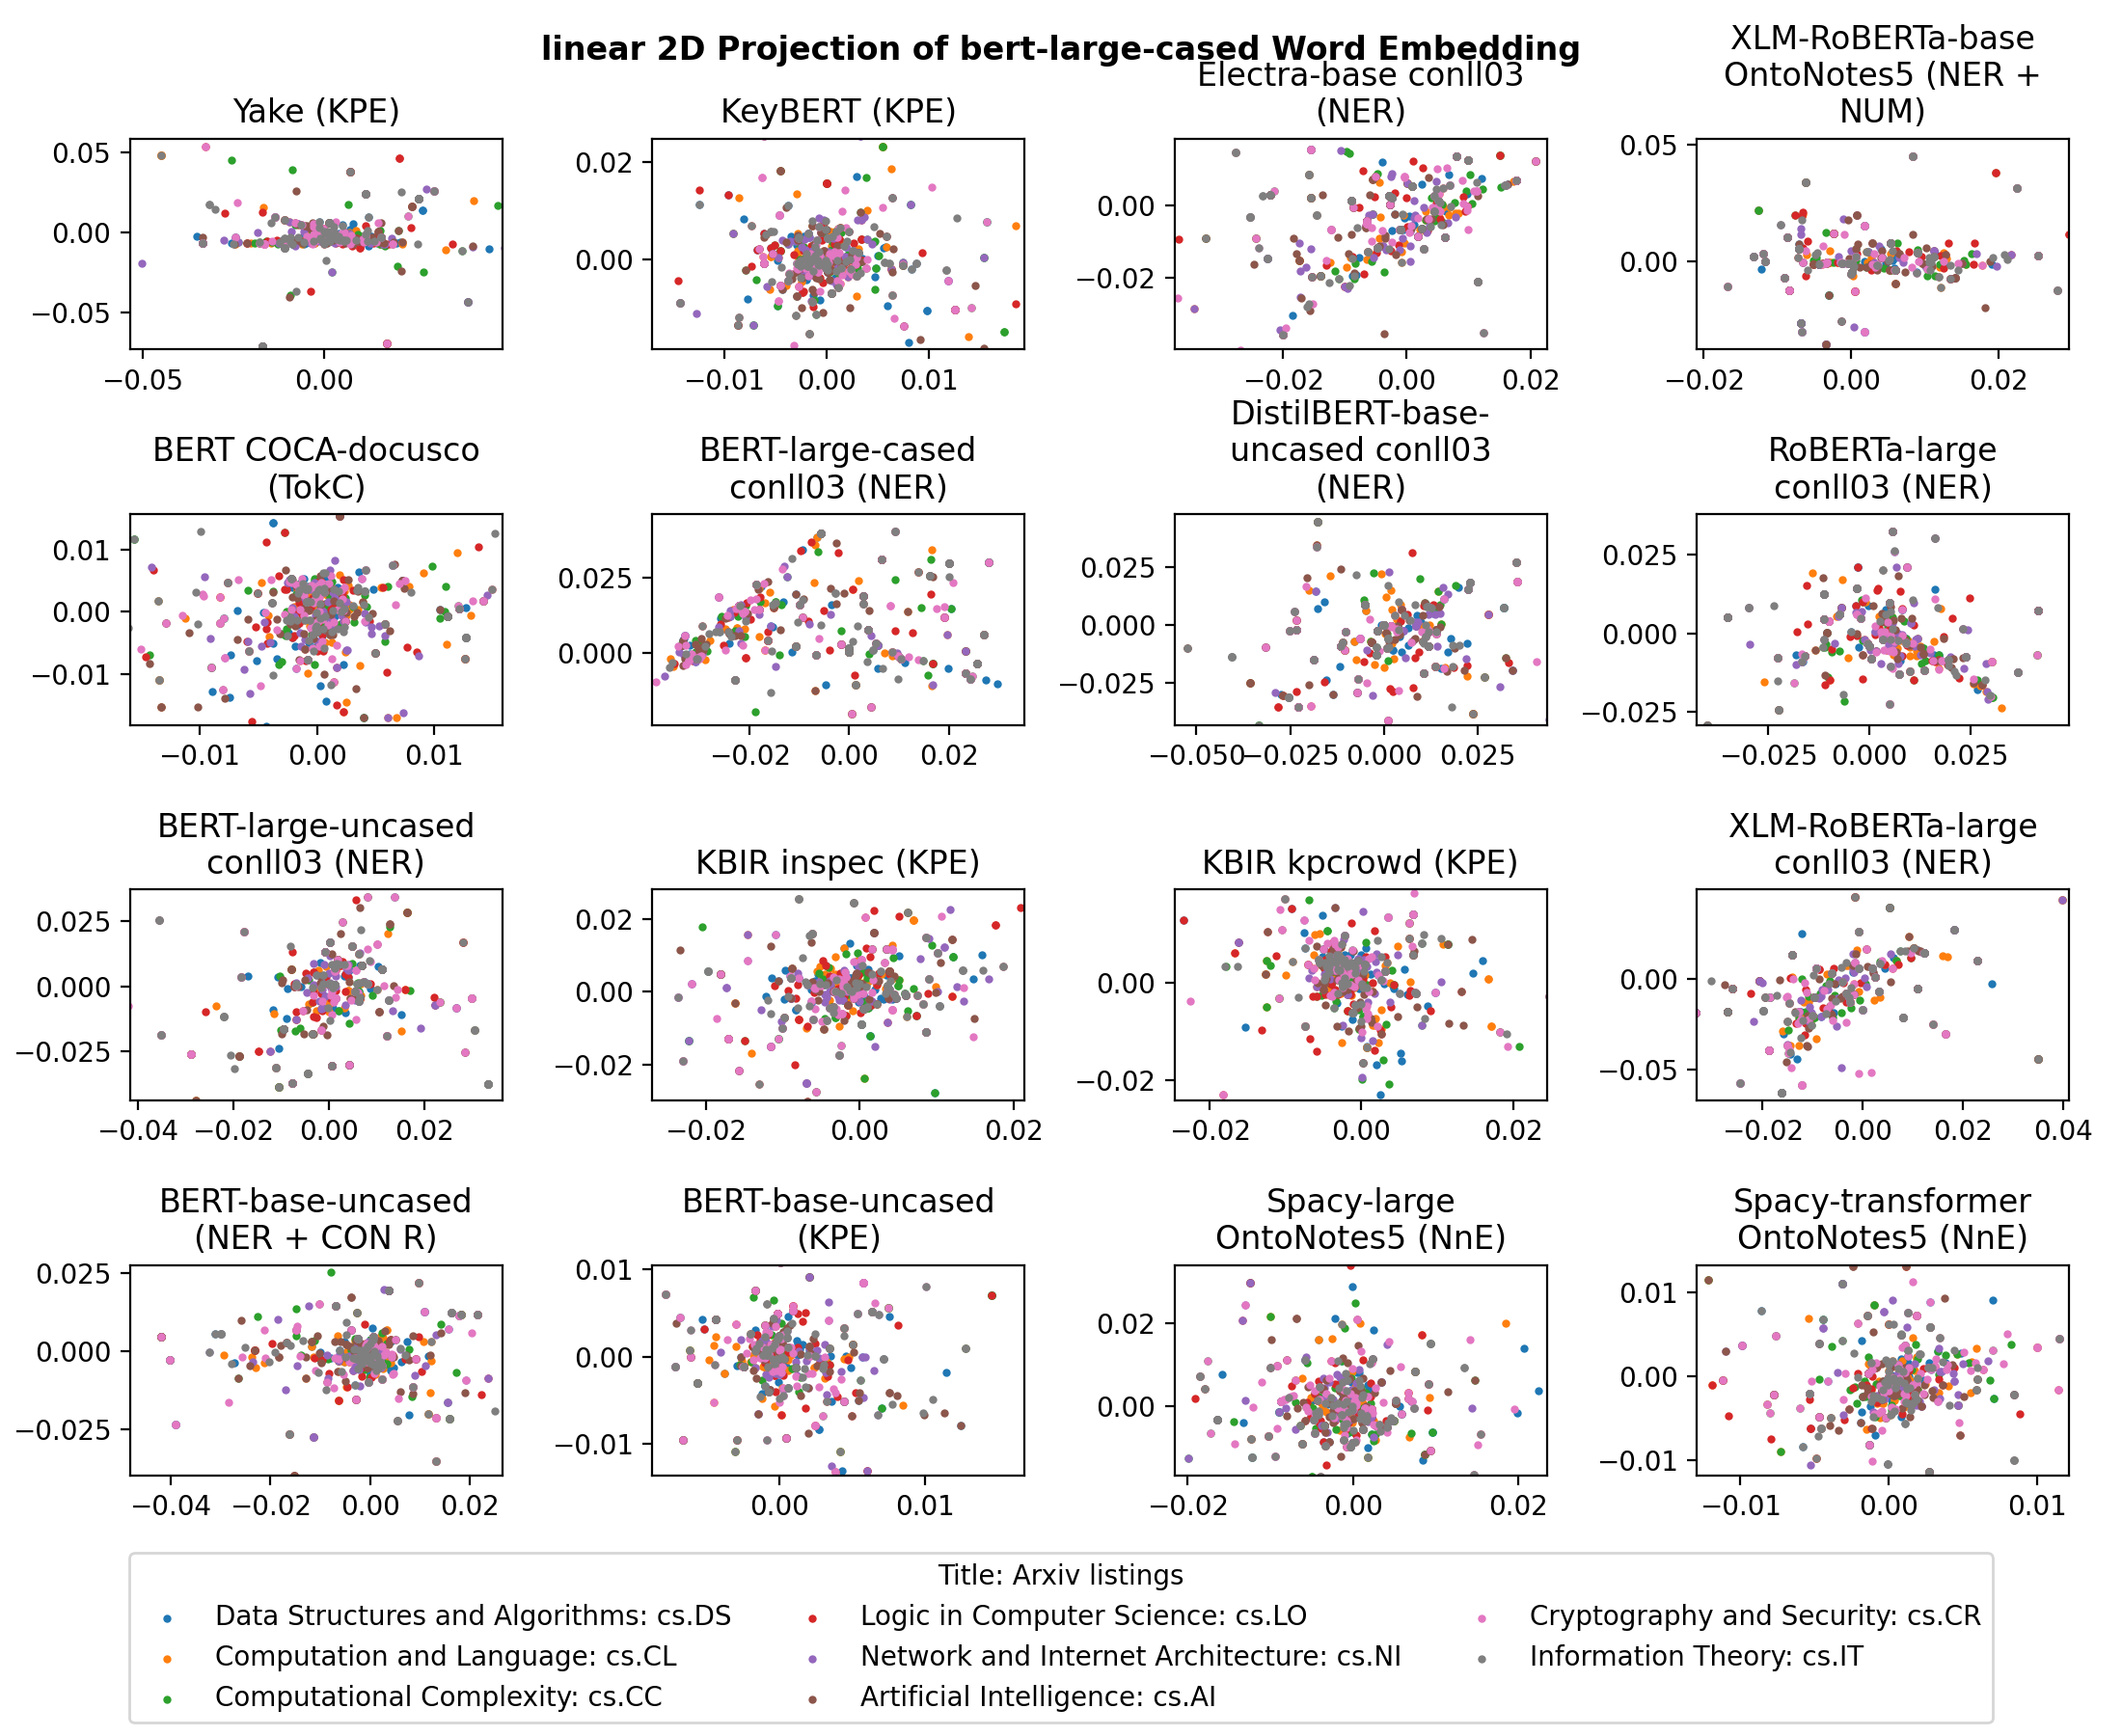 linear 2D Projection of bert-large-cased Word Embedding
Yake (KPE)
0.05
0.00
−0.05
−0.05
0.00
KeyBERT (KPE)
0.02
0.00
−0.01
0.00
0.01
Electra-base conll03
(NER)
0.00
−0.02
−0.02
0.00
0.02
XLM-RoBERTa-base
OntoNotes5 (NER +
NUM)
0.05
0.00
−0.02
0.00
0.02
BERT COCA-docusco
(TokC)
0.01
0.00
−0.01
−0.01
0.00
0.01
BERT-large-cased
conll03 (NER)
0.025
0.000
−0.02
0.00
0.02
DistilBERT-base-
uncased conll03
(NER)
0.025
0.000
−0.025
−0.050
−0.025
0.000
0.025
RoBERTa-large
conll03 (NER)
0.025
0.000
−0.025
−0.025
0.000
0.025
BERT-large-uncased
conll03 (NER)
0.025
0.000
−0.025
−0.04
−0.02
0.00
0.02
KBIR inspec (KPE)
0.02
0.00
−0.02
−0.02
0.00
0.02
KBIR kpcrowd (KPE)
0.00
−0.02
−0.02
0.00
0.02
XLM-RoBERTa-large
conll03 (NER)
0.00
−0.05
−0.02
0.00
0.02
0.04
BERT-base-uncased
(NER + CON R)
0.025
0.000
−0.025
−0.04
−0.02
0.00
0.02
BERT-base-uncased
(KPE)
0.01
0.00
−0.01
0.00
0.01
Spacy-large
OntoNotes5 (NnE)
0.02
0.00
−0.02
0.00
0.02
Spacy-transformer
OntoNotes5 (NnE)
0.01
0.00
−0.01
−0.01
0.00
0.01
Title: Arxiv listings
Data Structures and Algorithms: cs.DS
Computation and Language: cs.CL
Computational Complexity: cs.CC
Logic in Computer Science: cs.LO
Network and Internet Architecture: cs.NI
Artificial Intelligence: cs.AI
Cryptography and Security: cs.CR
Information Theory: cs.IT